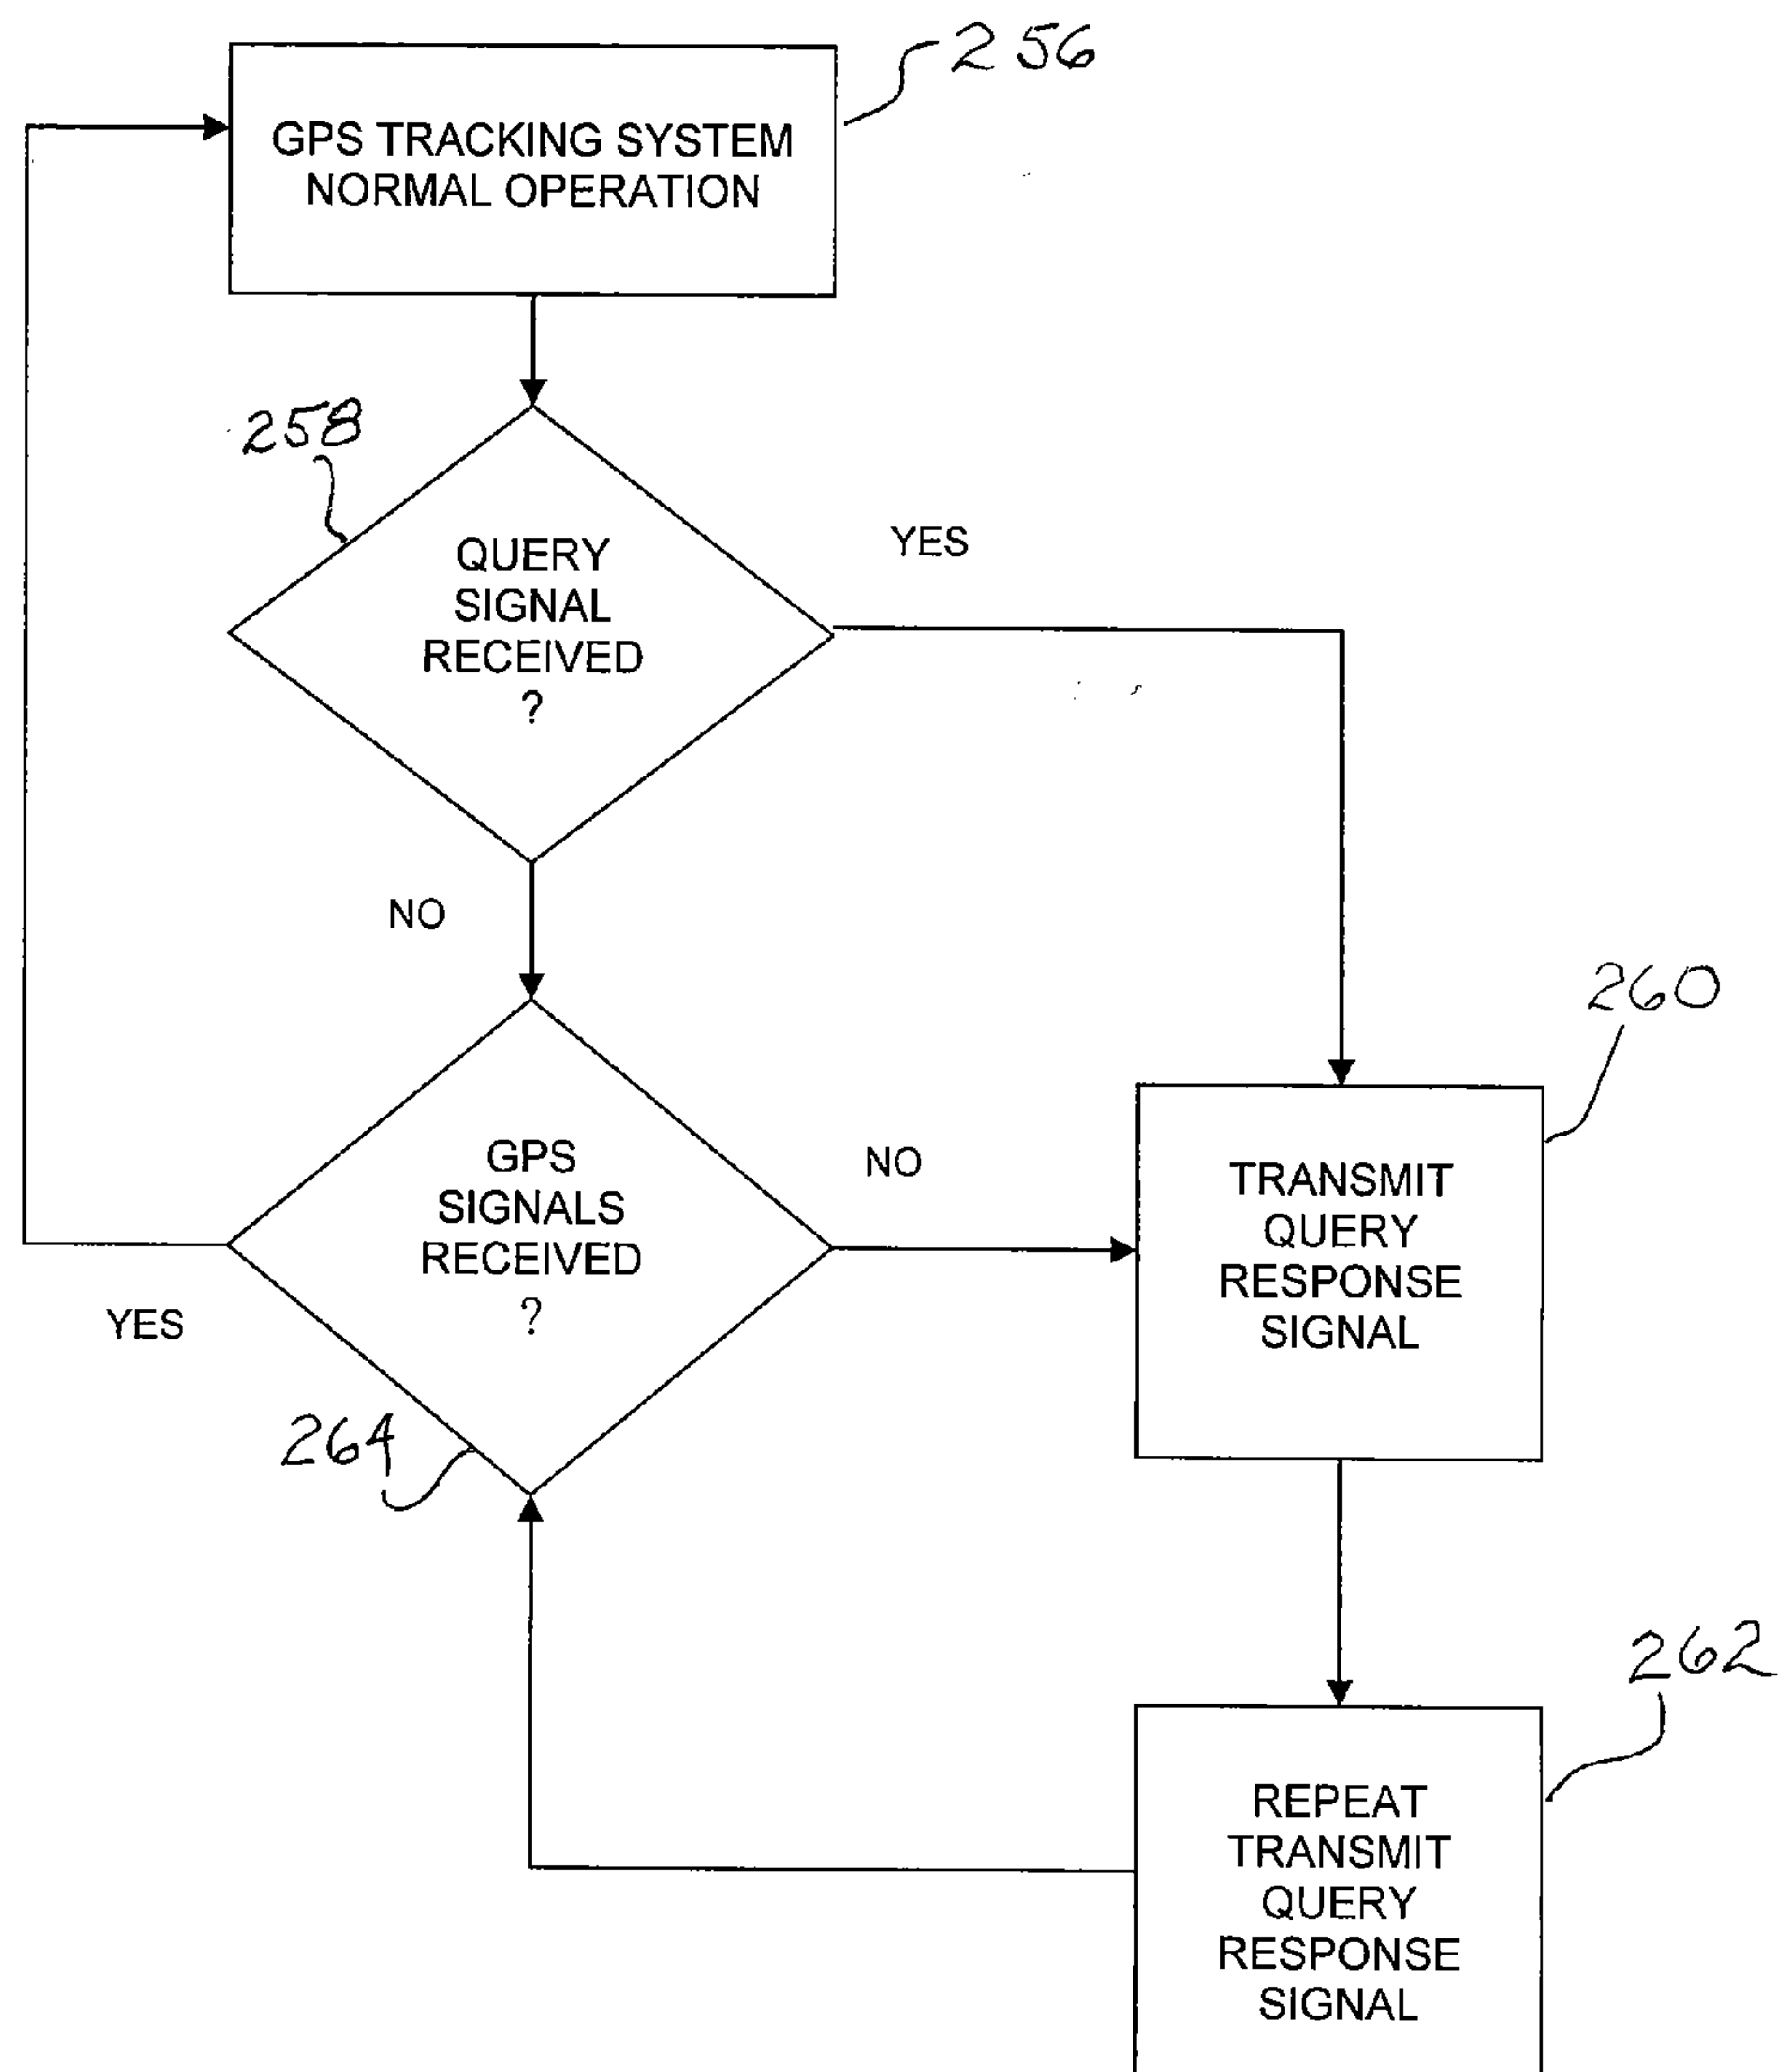 256
GPS TRACKING SYSTEM
NORMAL OPERATION
258
QUERY
SIGNAL
RECEIVED
?
YES
NO
260
GPS
SIGNALS
RECEIVED
?
NO
YES
TRANSMIT
QUERY
RESPONSE
SIGNAL
264
262
REPEAT
TRANSMIT
QUERY
RESPONSE
SIGNAL